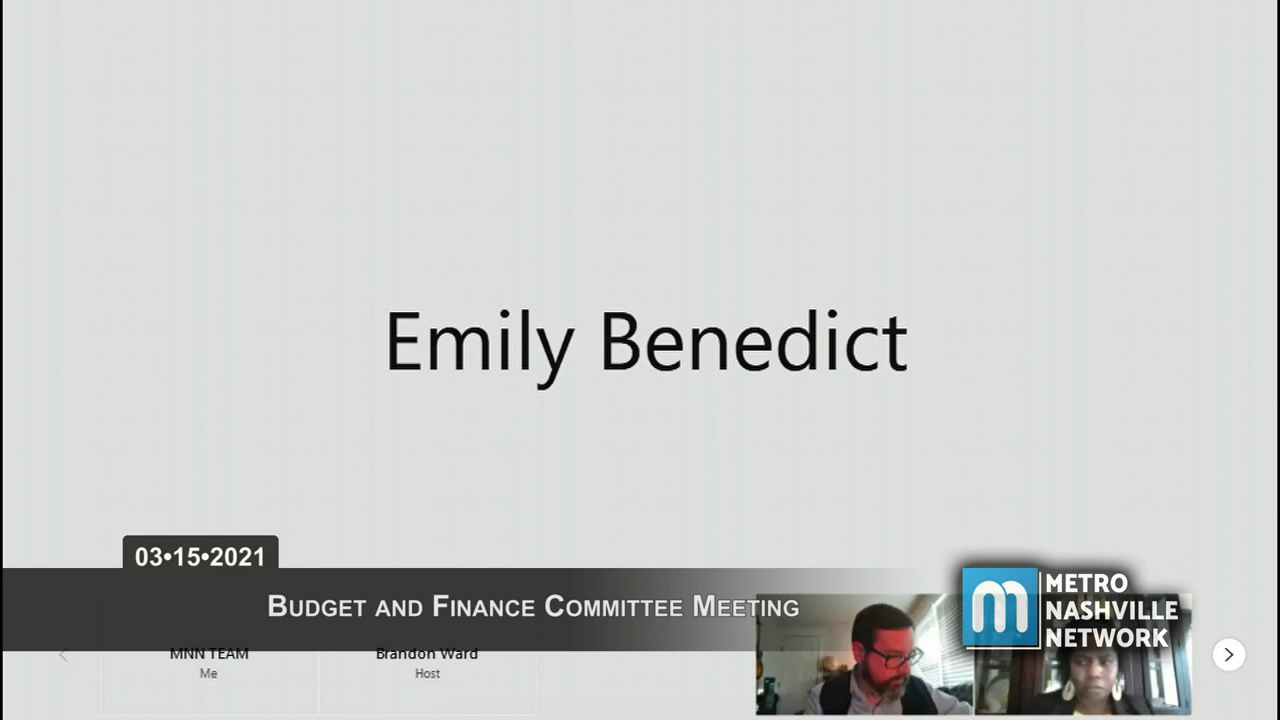 Emily Benedict
03•15•2021
BUDGET AND FINANCE COMMITTEE MEETING
METRO
NASHVILLE
NETWORK
MNN TEAM
Me
Brandon Ward
Host